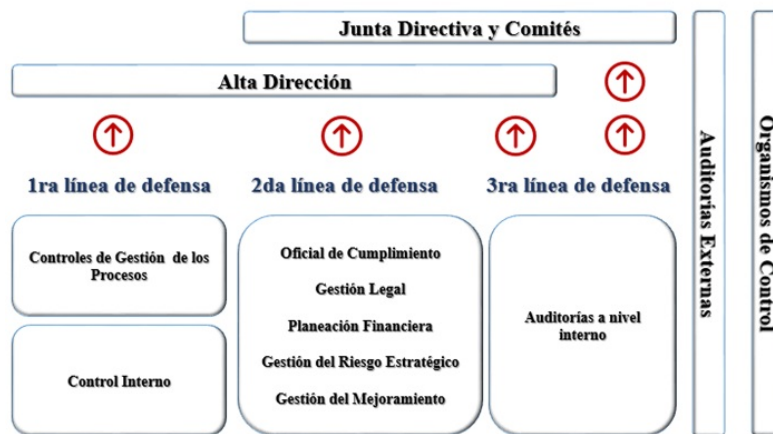 Junta Directiva y Comités
Alta Dirección
1ra línea de defensa
2da línea de defensa
3ra línea de defensa
Controles de Gestión de los
Procesos
Control Interno
Oficial de Cumplimiento
Gestión Legal
Planeación Financiera
Gestión del Riesgo Estratégico
Gestión del Mejoramiento
Auditorías a nivel
interno
Auditorías Externas
Organismos de Control